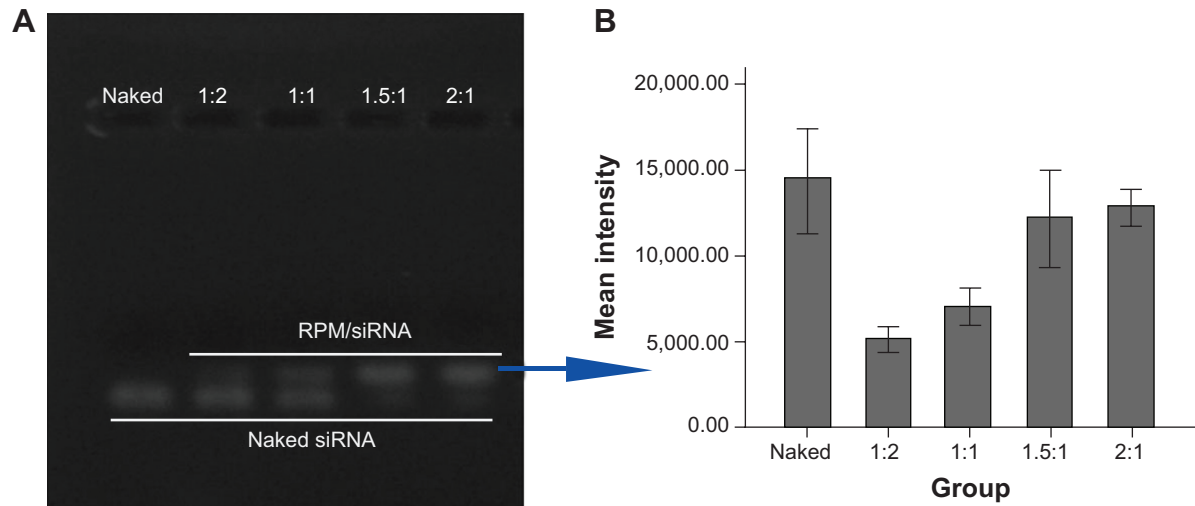 A
Naked 1:2 1:1 1.5:1 2:1
RPM/siRNA
Naked siRNA
B
Mean intensity
20,000.00
15,000.00
10,000.00
5,000.00
0.00
Naked 1:2 1:1 1.5:1 2:1
Group